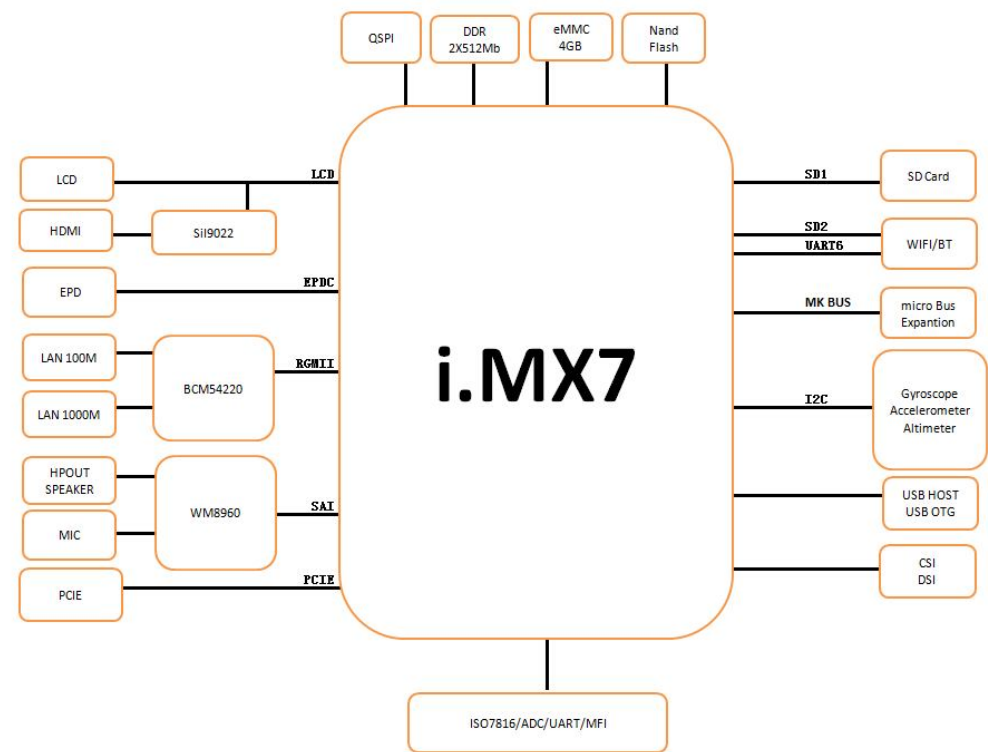 QSPI
DDR
2X512Mb
eMMC
4GB
Nand
Flash
LCD
LCD
HDMI
SiI9022
EPD
EPDC
LAN 100M
LAN 1000M
BCM54220
RGMII
HPOUT
SPEAKER
MIC
WM8960
SAI
PCIE
PCIE
i.MX7
SD1
SD Card
SD2
UART6
WIFI/BT
MK BUS
micro Bus
Expantion
I2C
Gyroscope
Accelerometer
Altimeter
USB HOST
USB OTG
CSI
DSI
ISO7816/ADC/UART/MFI